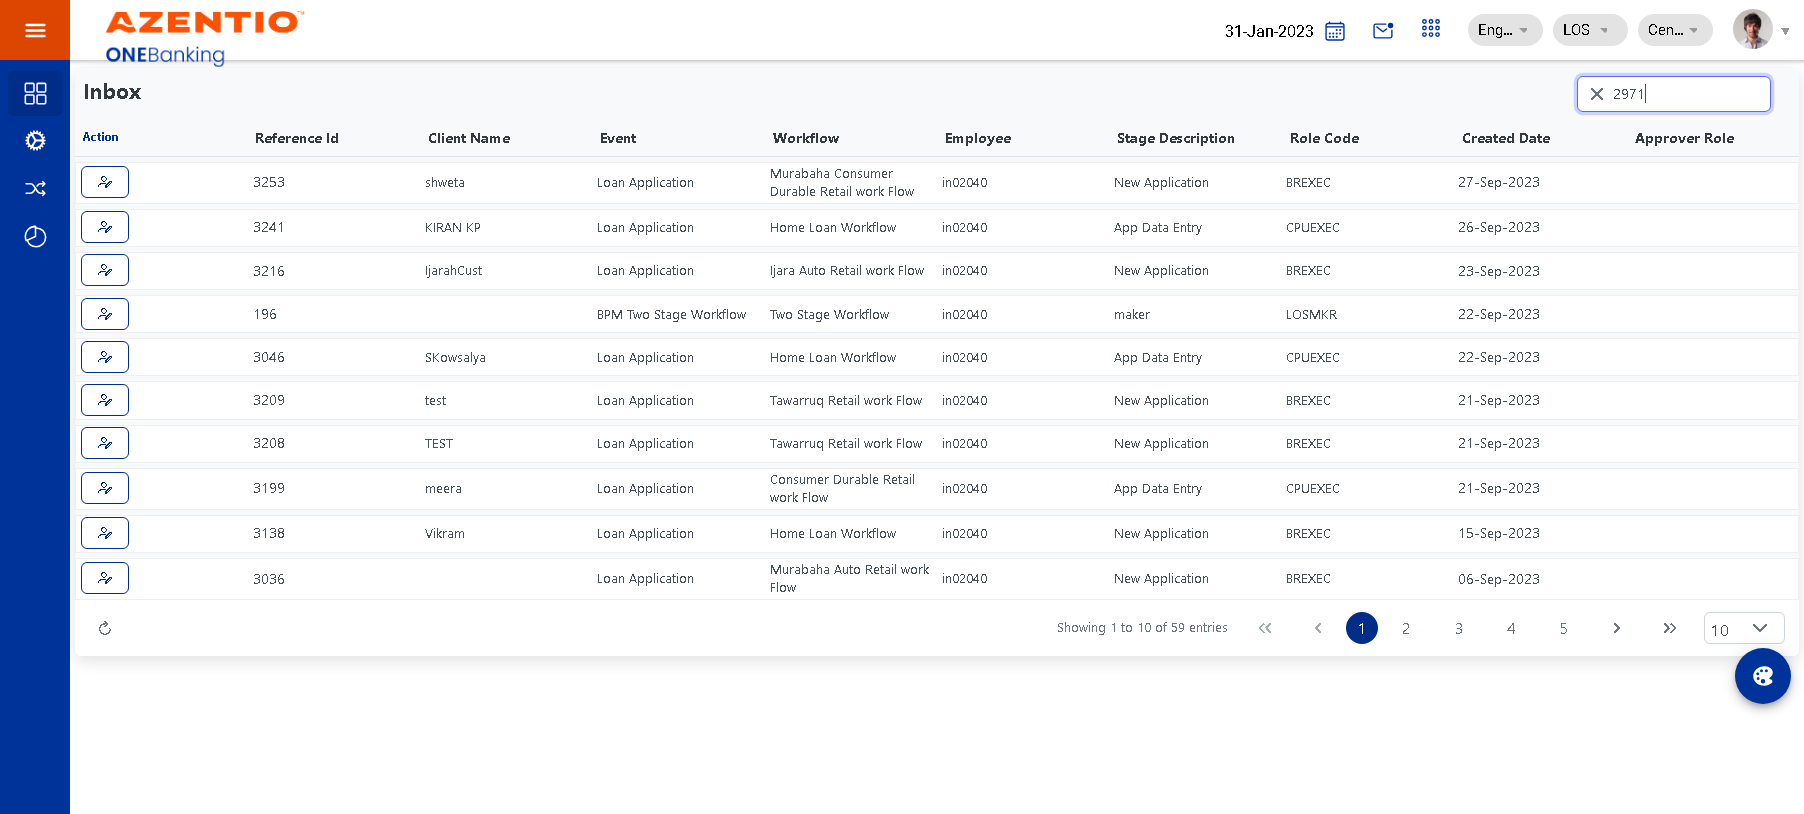 AZENTIO™
ONEBanking
31-Jan-2023 Eng... LOS Cen...
Inbox 2971
Action Reference Id Client Name Event Workflow Employee Stage Description Role Code Created Date Approver Role
3253 shweta Loan Application Murabaha Consumer Durable Retail work Flow in02040 New Application BREXEC 27-Sep-2023
3241 KIRAN KP Loan Application Home Loan Workflow in02040 App Data Entry CPUEXEC 26-Sep-2023
3216 IjarahCust Loan Application Ijara Auto Retail work Flow in02040 New Application BREXEC 23-Sep-2023
196 BPM Two Stage Workflow Two Stage Workflow in02040 maker LOSMKR 22-Sep-2023
3046 SKowsalya Loan Application Home Loan Workflow in02040 App Data Entry CPUEXEC 22-Sep-2023
3209 test Loan Application Tawarruq Retail work Flow in02040 New Application BREXEC 21-Sep-2023
3208 TEST Loan Application Tawarruq Retail work Flow in02040 New Application BREXEC 21-Sep-2023
3199 meera Loan Application Consumer Durable Retail work Flow in02040 App Data Entry CPUEXEC 21-Sep-2023
3138 Vikram Loan Application Home Loan Workflow in02040 New Application BREXEC 15-Sep-2023
3036 Loan Application Murabaha Auto Retail work Flow in02040 New Application BREXEC 06-Sep-2023
Showing 1 to 10 of 59 entries 1 2 3 4 5 10